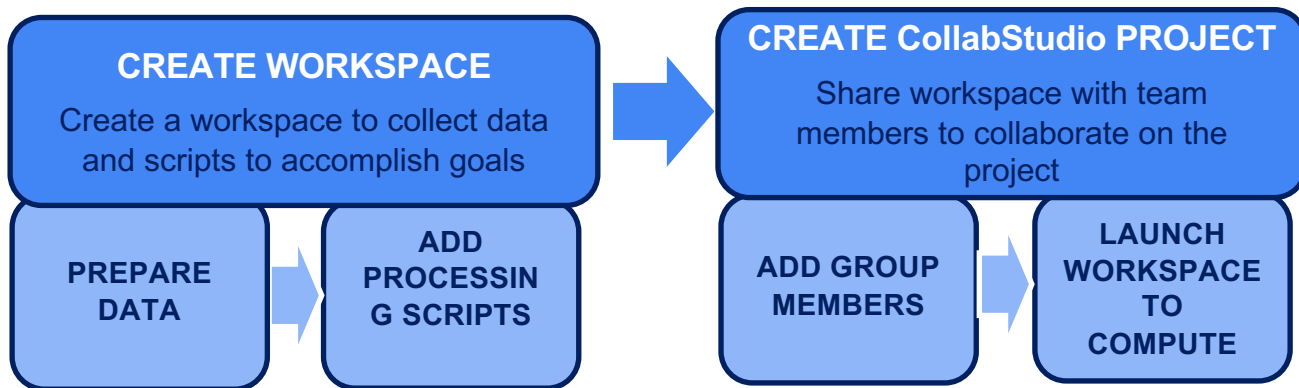 CREATE WORKSPACE
Create a workspace to collect data
and scripts to accomplish goals
PREPARE
DATA
ADD
PROCESSIN
G SCRIPTS
CREATE CollabStudio PROJECT
Share workspace with team
members to collaborate on the
project
ADD GROUP
MEMBERS
LAUNCH
WORKSPACE
TO
COMPUTE